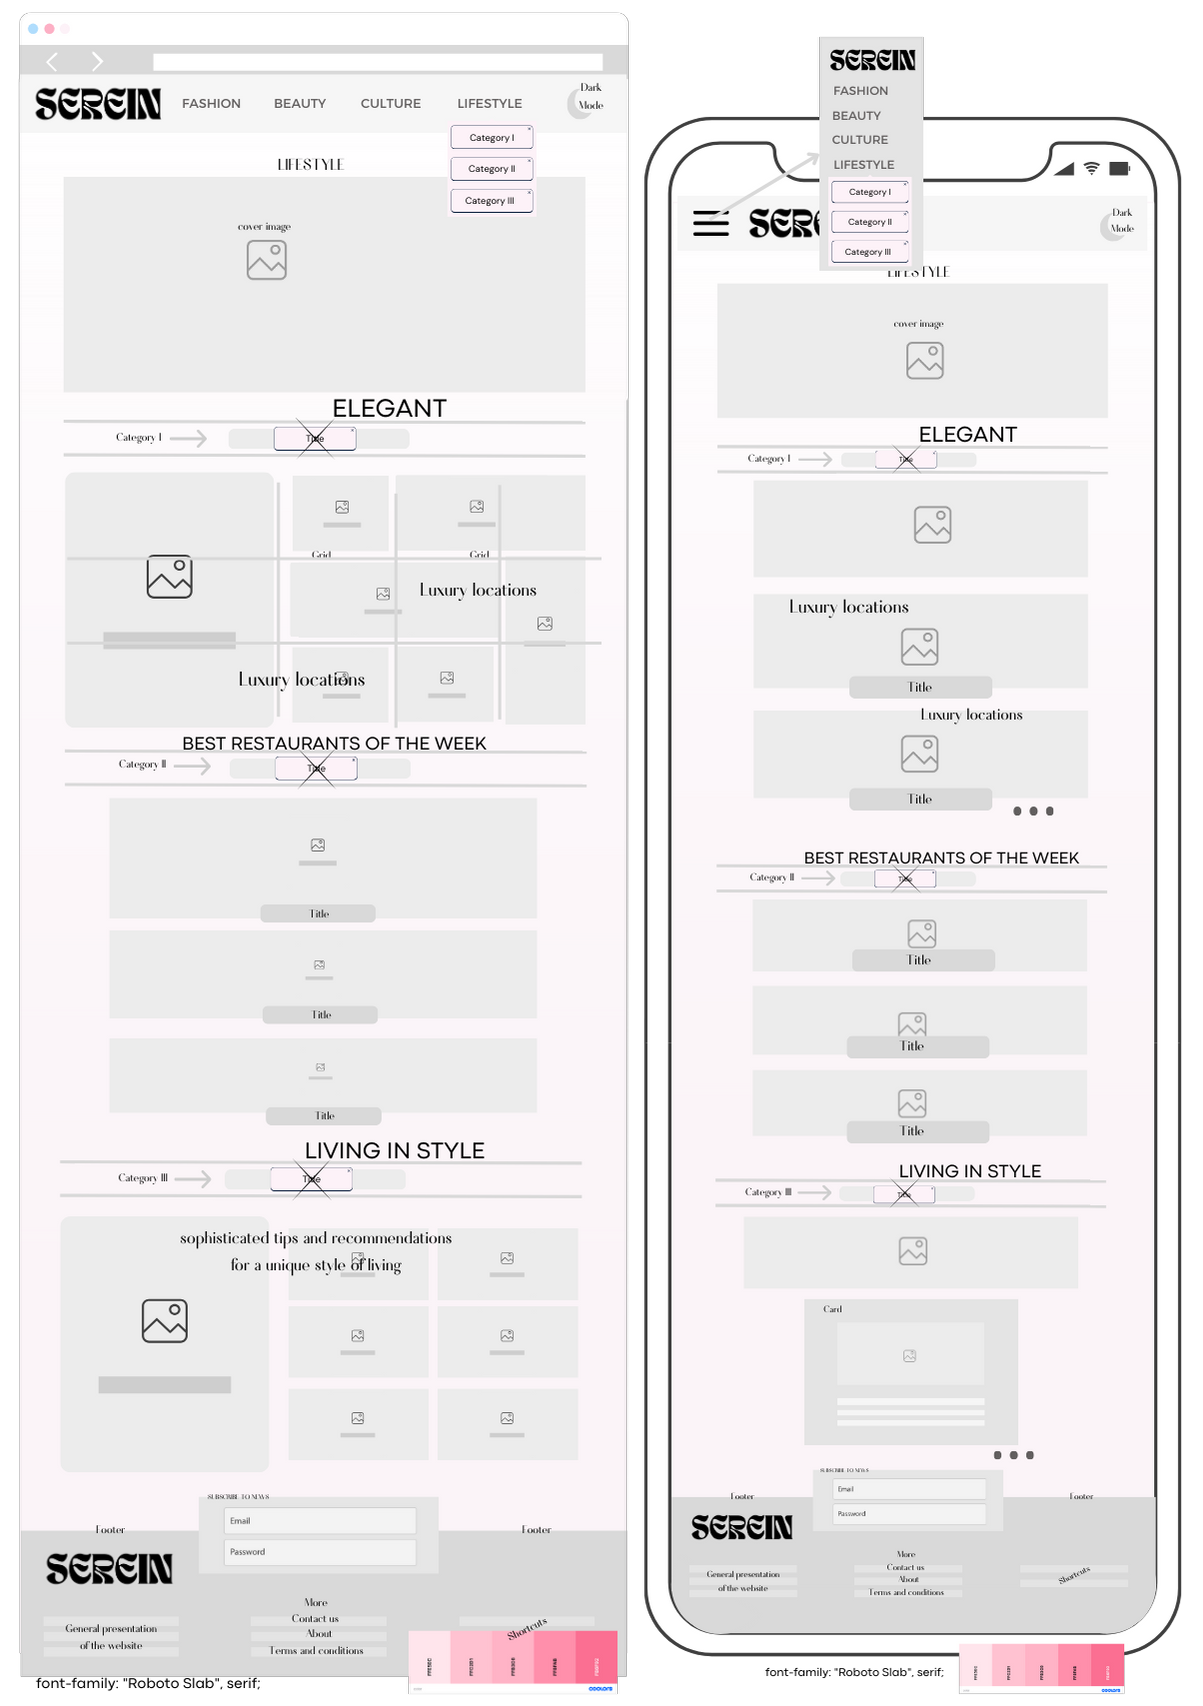 SEREIN
FASHION
BEAUTY
CULTURE
LIFESTYLE
Dark
Mode
Category I
Category II
Category III
LIFESTYLE
cover image
ELEGANT
Category I
Title
Grid
Grid
Luxury locations
Luxury locations
BEST RESTAURANTS OF THE WEEK
Category II
Title
Title
Title
Title
LIVING IN STYLE
Category III
Title
sophisticated tips and recommendations
for a unique style of living
SUBSCRIBE TO NEWS
Email
Password
Footer
Footer
SEREIN
General presentation
of the website
More
Contact us
About
Terms and conditions
Shortcuts
coolors
font-family: "Roboto Slab", serif;
SEREIN
FASHION
BEAUTY
CULTURE
LIFESTYLE
Category I
Category II
Category III
Dark
Mode
LIFESTYLE
cover image
ELEGANT
Category I
Title
Luxury locations
Title
Luxury locations
Title
BEST RESTAURANTS OF THE WEEK
Category II
Title
Title
Title
Title
LIVING IN STYLE
Category III
Title
Card
SUBSCRIBE TO NEWS
Email
Password
Footer
Footer
SEREIN
General presentation
of the website
More
Contact us
About
Terms and conditions
Shortcuts
font-family: "Roboto Slab", serif;
coolors